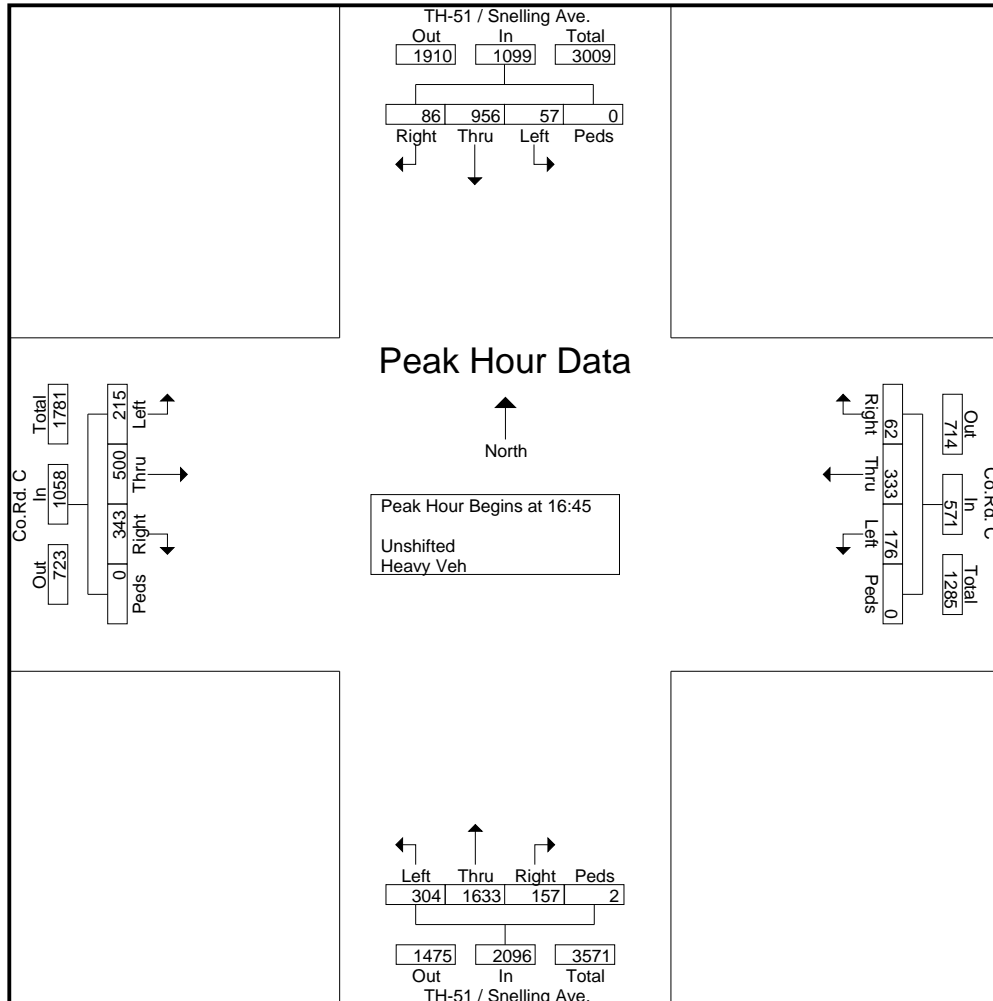 TH-51 / Snelling Ave.
Out In Total
1910 1099 3009
86 956 57 0
Right Thru Left Peds
Peak Hour Data
North
Peak Hour Begins at 16:45
Unshifted
Heavy Veh
Co.Rd. C
Total In Out
1781 1058 723
215 500 343 0
Left Thru Right Peds
Co.Rd. C
Out In Total
714 571 1285
62 333 176 0
Right Thru Left Peds
Left Thru Right Peds
304 1633 157 2
1475 2096 3571
Out In Total
TH-51 / Snelling Ave.